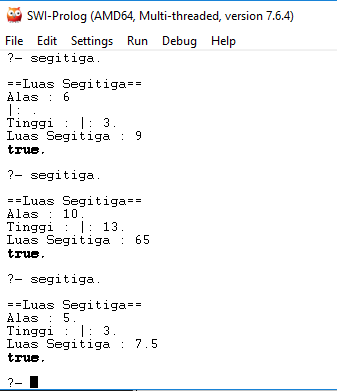 SWI-Prolog (AMD64, Multi-threaded, version 7.6.4)
File Edit Settings Run Debug Help
?- segitiga.
==Luas Segitiga==
Alas : 6
|: .
Tinggi : |: 3.
Luas Segitiga : 9
true.
?- segitiga.
==Luas Segitiga==
Alas : 10.
Tinggi : |: 13.
Luas Segitiga : 65
true.
?- segitiga.
==Luas Segitiga==
Alas : 5.
Tinggi : |: 3.
Luas Segitiga : 7.5
true.
?-